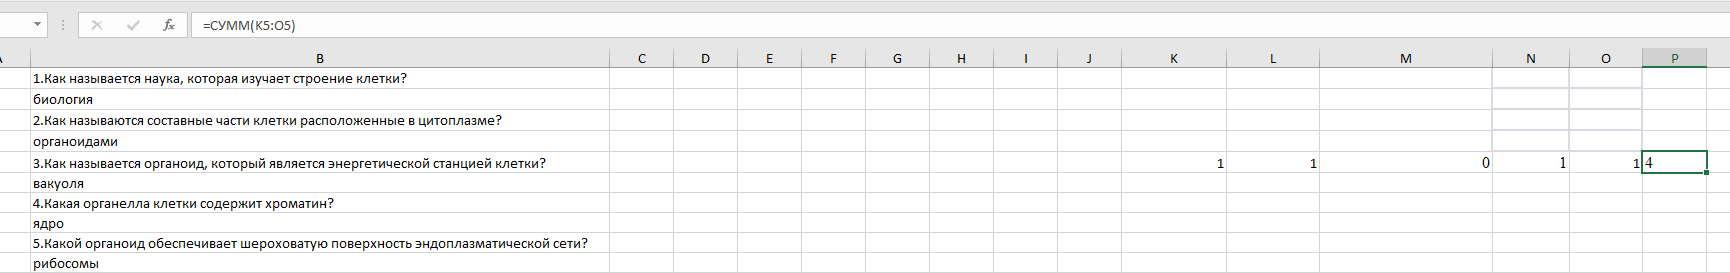 fx =СУММ(K5:O5)
A B C D E F G H I J K L M N O P
1.Как называется наука, которая изучает строение клетки?
биология
2.Как называются составные части клетки расположенные в цитоплазме?
органоидами
3.Как называется органоид, который является энергетической станцией клетки? 1 1 0 1 1 4
вакуоля
4.Какая органелла клетки содержит хроматин?
ядро
5.Какой органоид обеспечивает шероховатую поверхность эндоплазматической сети?
рибосомы